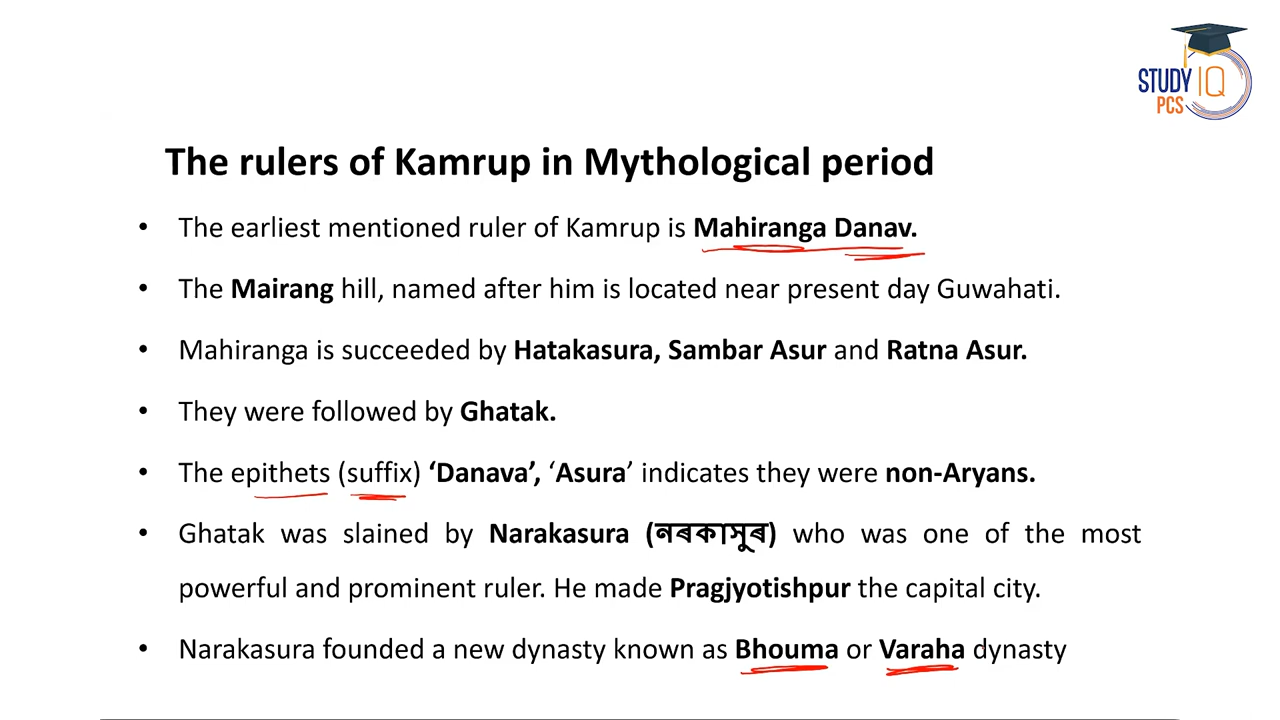 STUDY IQ
PCS
The rulers of Kamrup in Mythological period
• The earliest mentioned ruler of Kamrup is Mahiranga Danav.
• The Mairang hill, named after him is located near present day Guwahati.
• Mahiranga is succeeded by Hatakasura, Sambar Asur and Ratna Asur.
• They were followed by Ghatak.
• The epithets (suffix) ‘Danava’, ‘Asura’ indicates they were non-Aryans.
• Ghatak was slained by Narakasura (নৰকাসুৰ) who was one of the most
powerful and prominent ruler. He made Pragjyotishpur the capital city.
• Narakasura founded a new dynasty known as Bhouma or Varaha dynasty